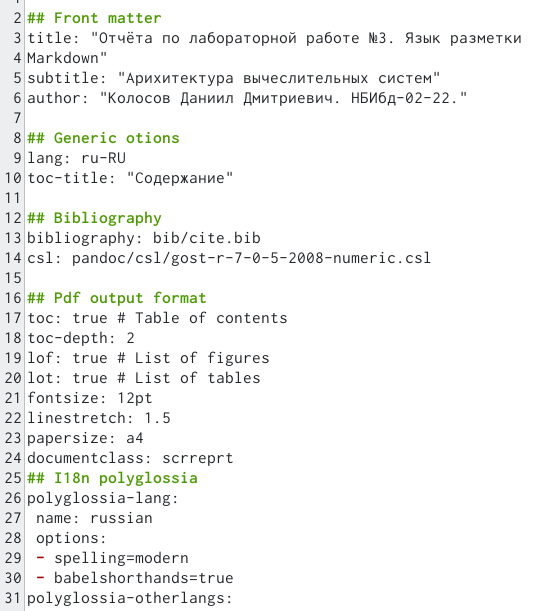 2 ## Front matter
3 title: "Отчёта по лабораторной работе №3. Язык разметки
4 Markdown"
5 subtitle: "Арихитектура вычеслительных систем"
6 author: "Колосов Даниил Дмитриевич. НБИбд-02-22."
7
8 ## Generic otions
9 lang: ru-RU
10 toc-title: "Содержание"
11
12 ## Bibliography
13 bibliography: bib/cite.bib
14 csl: pandoc/csl/gost-r-7-0-5-2008-numeric.csl
15
16 ## Pdf output format
17 toc: true # Table of contents
18 toc-depth: 2
19 lof: true # List of figures
20 lot: true # List of tables
21 fontsize: 12pt
22 linestretch: 1.5
23 papersize: a4
24 documentclass: scrreprt
25 ## I18n polyglossia
26 polyglossia-lang:
27  name: russian
28  options:
29  - spelling=modern
30  - babelshorthands=true
31 polyglossia-otherlangs: